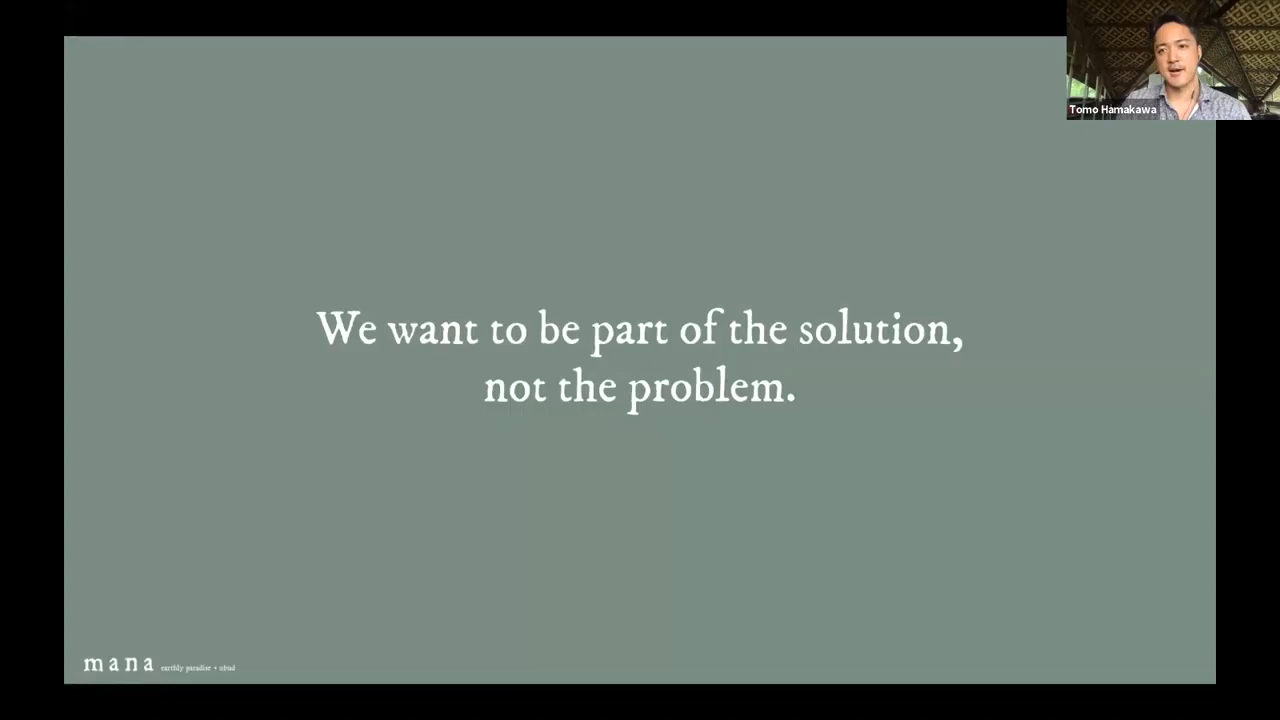 Tomo Hamakawa
We want to be part of the solution,
not the problem.
mana earthly paradise • ubud